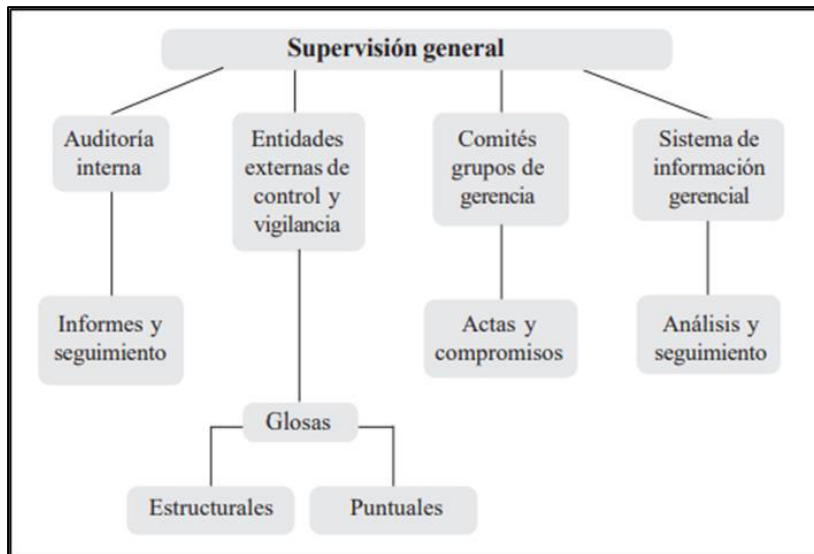 Supervisión general
Auditoría
interna
Entidades
externas de
control y
vigilancia
Comités
grupos de
gerencia
Sistema de
información
gerencial
Informes y
seguimiento
Actas y
compromisos
Análisis y
seguimiento
Glosas
Estructurales
Puntuales